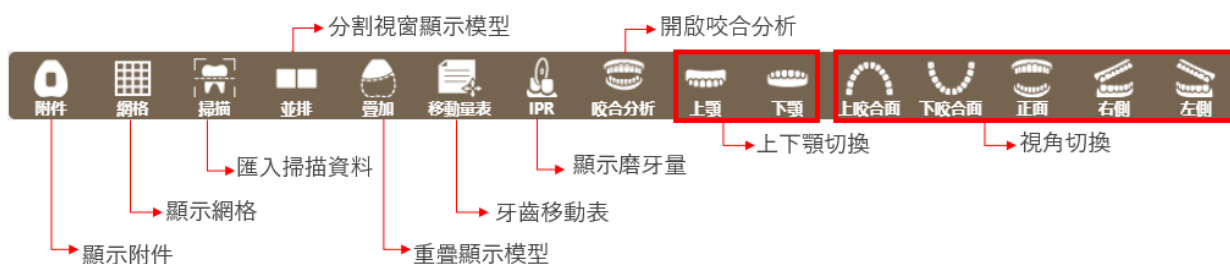 分割視窗顯示模型
開啟咬合分析
附件 網格 掃描 並排 疊加 移動量表 IPR 咬合分析 上顎 下顎 上咬合面 下咬合面 正面 右側 左側
匯入掃描資料
顯示磨牙量
上下顎切換
視角切換
顯示網格
牙齒移動表
顯示附件
重疊顯示模型